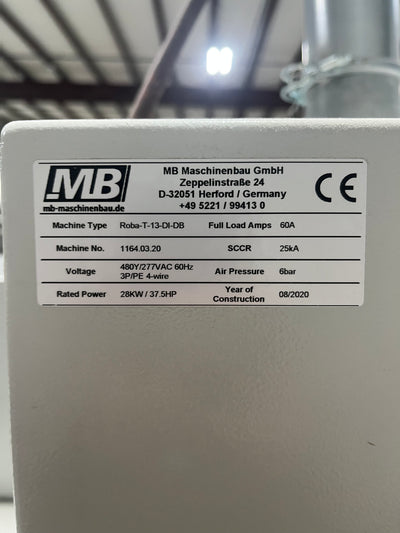 MB
mb-maschinenbau.de
MB Maschinenbau GmbH
Zeppelinstraße 24
D-32051 Herford / Germany
+49 5221 / 99413 0
CE
Machine Type Roba-T-13-DI-DB Full Load Amps 60A
Machine No. 1164.03.20 SCCR 25kA
Voltage 480Y/277VAC 60Hz
3P/PE 4-wire Air Pressure 6bar
Rated Power 28KW / 37.5HP Year of
Construction 08/2020